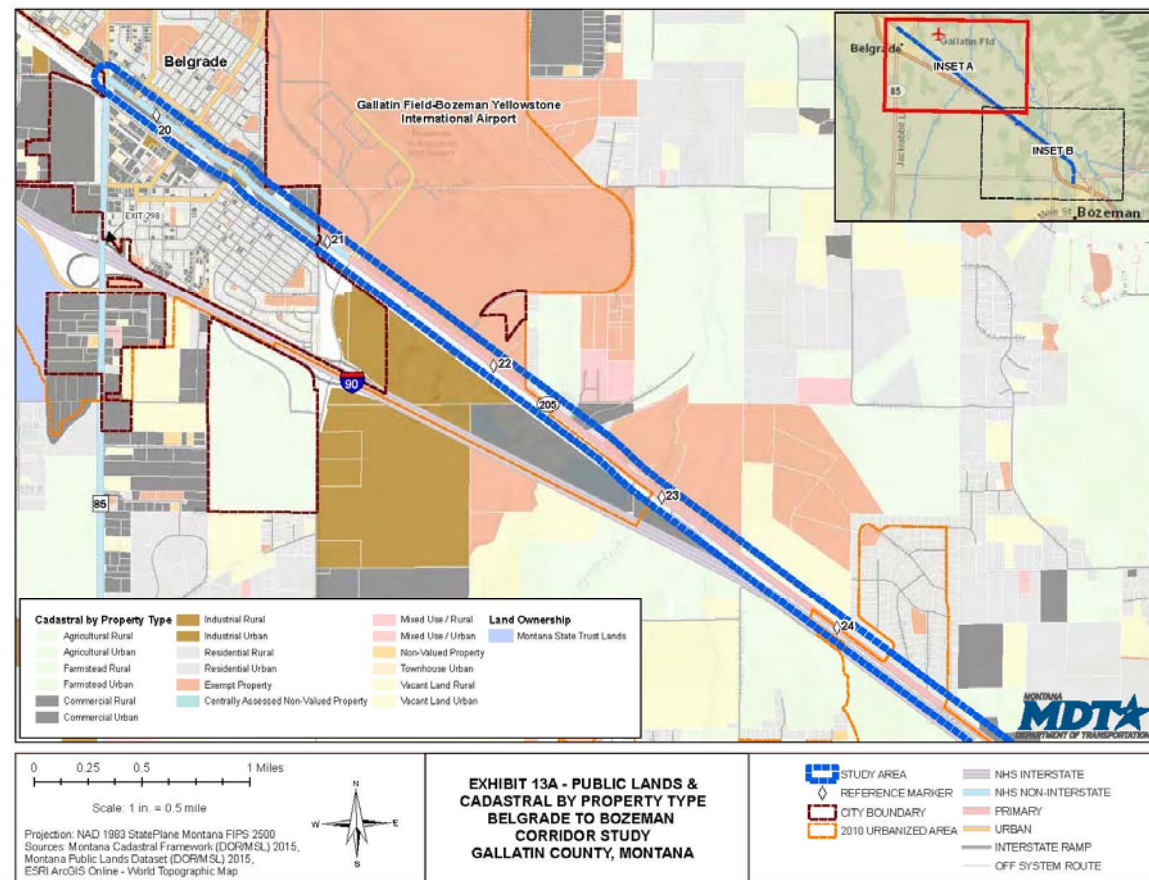 Belgrade
Gallatin Field-Bozeman Yellowstone
International Airport
20
EXIT 298
21
22
205
23
24
90
85
Belgrade
Gallatin Fld
INSET A
85
Jackrabbit L
INSET B
Main St
Bozeman
Cadastral by Property Type
Agricultural Rural
Agricultural Urban
Farmstead Rural
Farmstead Urban
Commercial Rural
Commercial Urban
Industrial Rural
Industrial Urban
Residential Rural
Residential Urban
Exempt Property
Centrally Assessed Non-Valued Property
Mixed Use / Rural
Mixed Use / Urban
Non-Valued Property
Townhouse Urban
Vacant Land Rural
Vacant Land Urban
Land Ownership
Montana State Trust Lands
MONTANA
MDT
DEPARTMENT OF TRANSPORTATION
0 0.25 0.5 1 Miles
Scale: 1 in. = 0.5 mile
Projection: NAD 1983 StatePlane Montana FIPS 2500
Sources: Montana Cadastral Framework (DOR/MSL) 2015,
Montana Public Lands Dataset (DOR/MSL) 2015,
ESRI ArcGIS Online - World Topographic Map
N
W E
S
EXHIBIT 13A - PUBLIC LANDS &
CADASTRAL BY PROPERTY TYPE
BELGRADE TO BOZEMAN
CORRIDOR STUDY
GALLATIN COUNTY, MONTANA
STUDY AREA
REFERENCE MARKER
CITY BOUNDARY
2010 URBANIZED AREA
NHS INTERSTATE
NHS NON-INTERSTATE
PRIMARY
URBAN
INTERSTATE RAMP
OFF SYSTEM ROUTE